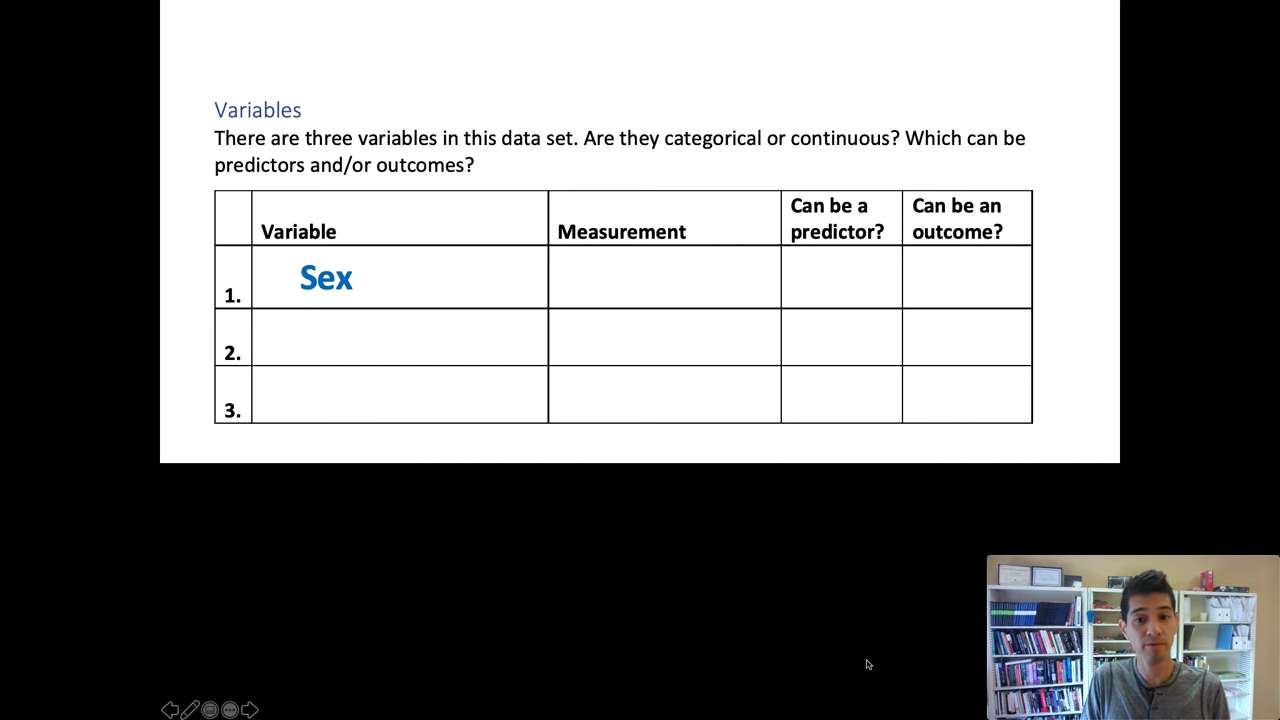 Variables
There are three variables in this data set. Are they categorical or continuous? Which can be
predictors and/or outcomes?
Variable
Measurement
Can be a
predictor?
Can be an
outcome?
1.
Sex
2.
3.